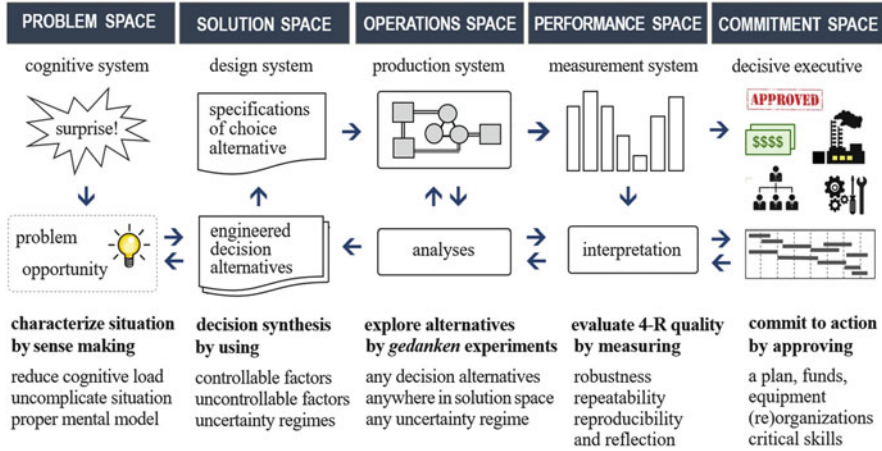 PROBLEM SPACE
SOLUTION SPACE
OPERATIONS SPACE
PERFORMANCE SPACE
COMMITMENT SPACE
cognitive system
design system
production system
measurement system
decisive executive
surprise!
specifications
of choice
alternative
APPROVED
$$$$
problem
opportunity
engineered
decision
alternatives
analyses
interpretation
characterize situation
by sense making
reduce cognitive load
uncomplicate situation
proper mental model
decision synthesis
by using
controllable factors
uncontrollable factors
uncertainty regimes
explore alternatives
by gedanken experiments
any decision alternatives
anywhere in solution space
any uncertainty regime
evaluate 4-R quality
by measuring
robustness
repeatability
reproducibility
and reflection
commit to action
by approving
a plan, funds,
equipment
(re)organizations
critical skills